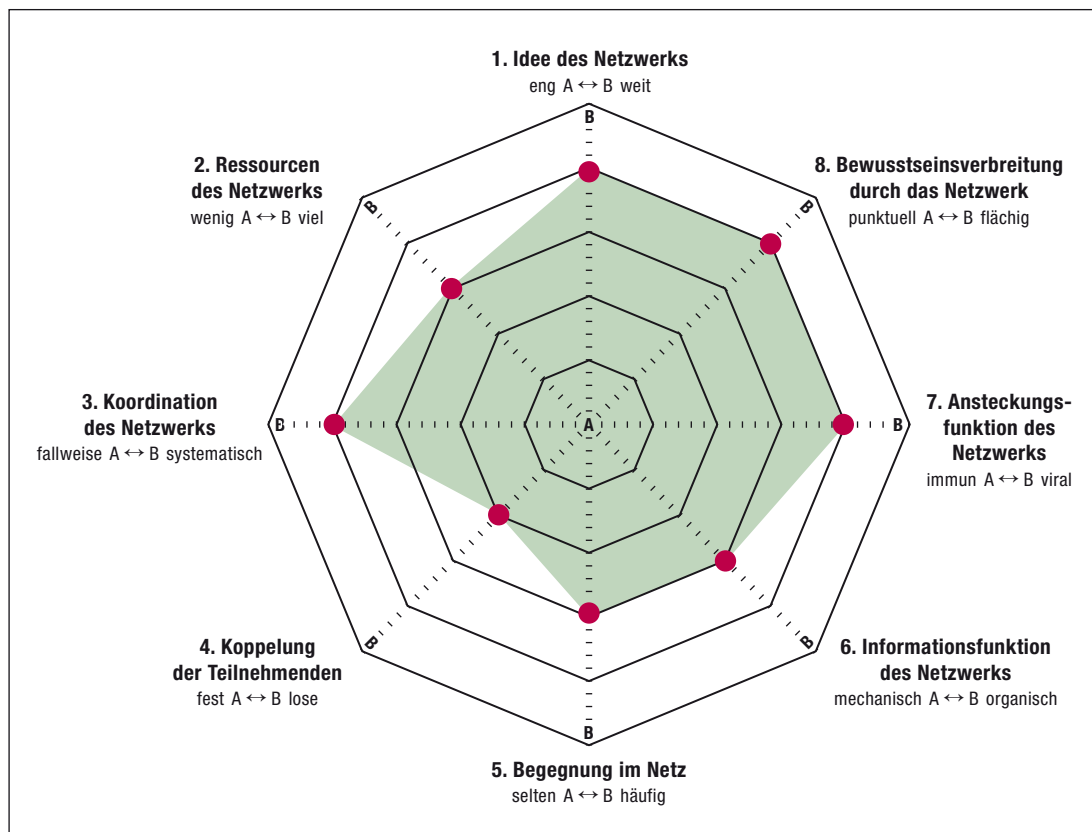 1. Idee des Netzwerks
eng A ↔ B weit
B
2. Ressourcen
des Netzwerks
wenig A ↔ B viel
B
8. Bewusstseinsverbreitung
durch das Netzwerk
punktuell A ↔ B flächig
B
3. Koordination
des Netzwerks
fallweise A ↔ B systematisch
B
A
B
7. Ansteckungs-
funktion des
Netzwerks
immun A ↔ B viral
4. Koppelung
der Teilnehmenden
fest A ↔ B lose
B
B
6. Informationsfunktion
des Netzwerks
mechanisch A ↔ B organisch
B
5. Begegnung im Netz
selten A ↔ B häufig